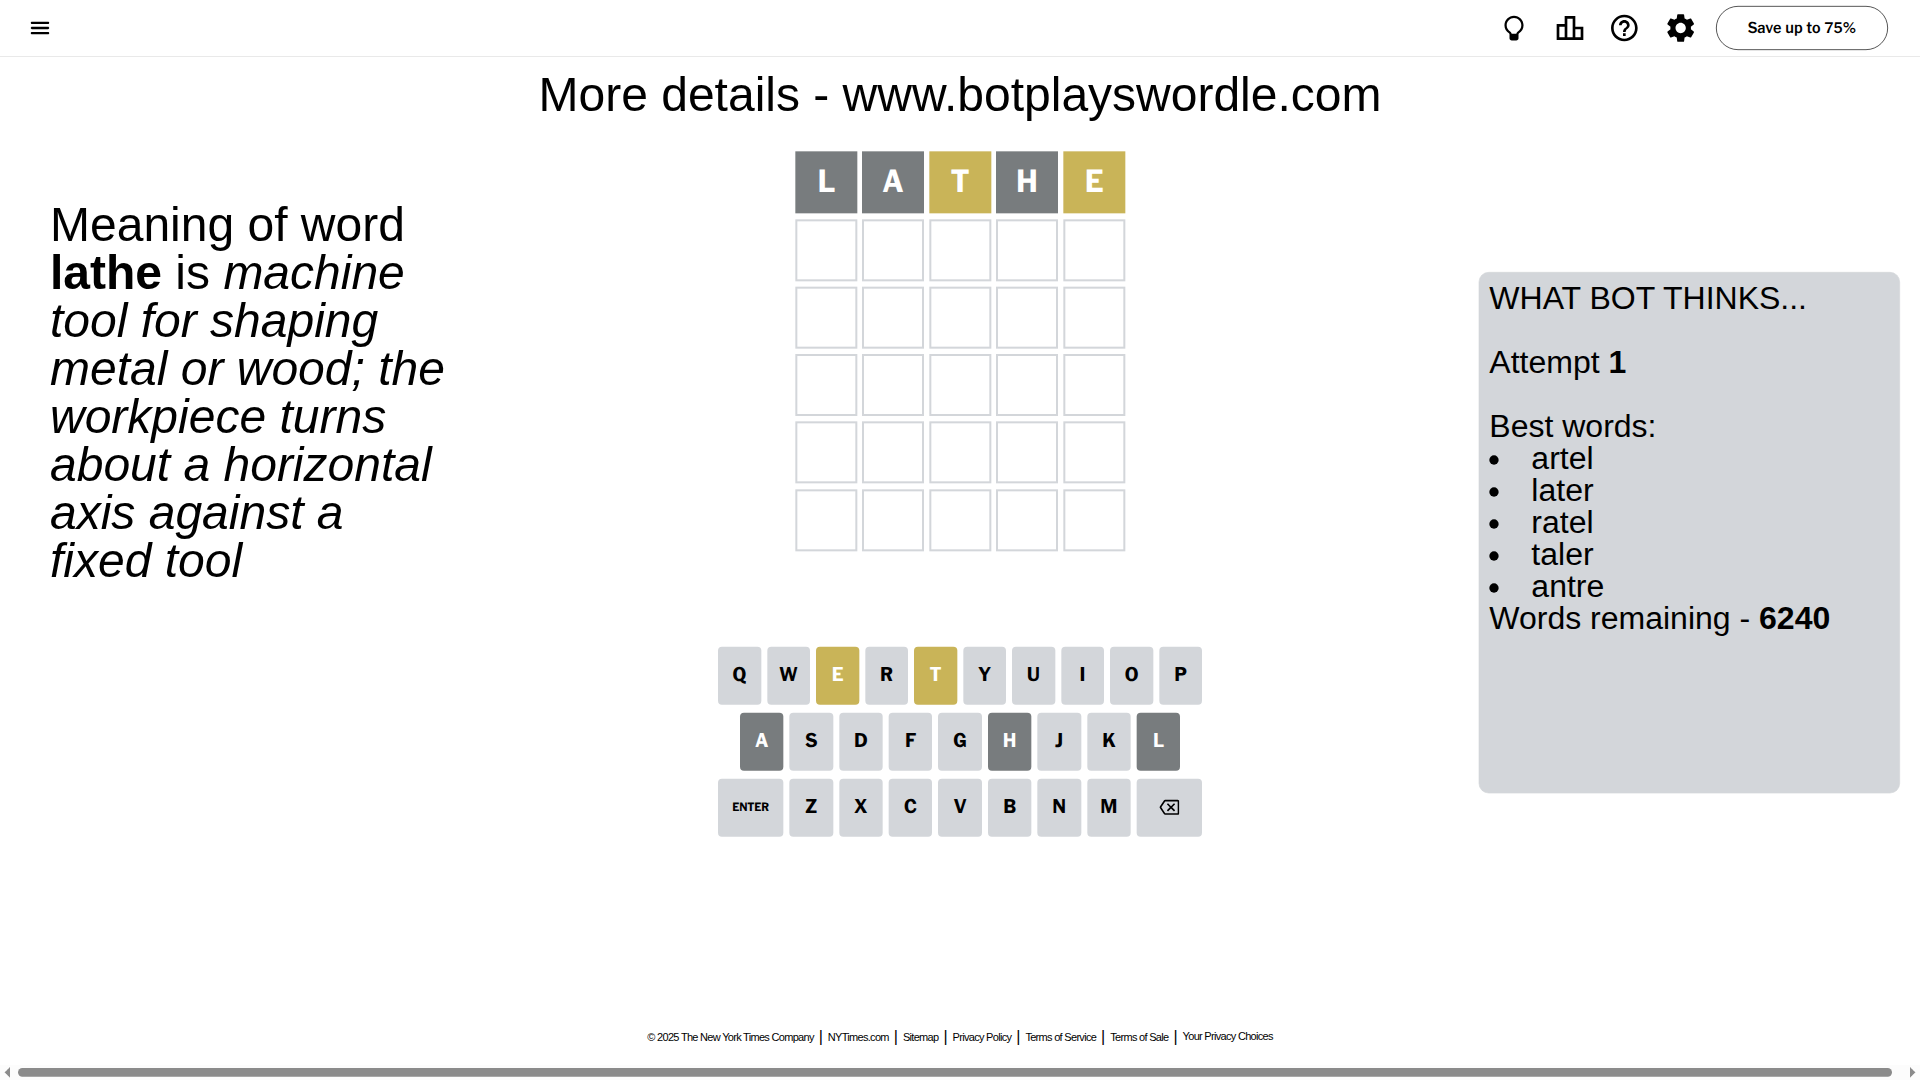 Save up to 75%
More details - www.botplayswordle.com
L A T H E
Meaning of word
lathe is machine
tool for shaping
metal or wood; the
workpiece turns
about a horizontal
axis against a
fixed tool
WHAT BOT THINKS...
Attempt 1
Best words:
• artel
• later
• ratel
• taler
• antre
Words remaining - 6240
Q W E R T Y U I O P
A S D F G H J K L
ENTER Z X C V B N M
© 2025 The New York Times Company | NYTimes.com | Sitemap | Privacy Policy | Terms of Service | Terms of Sale | Your Privacy Choices